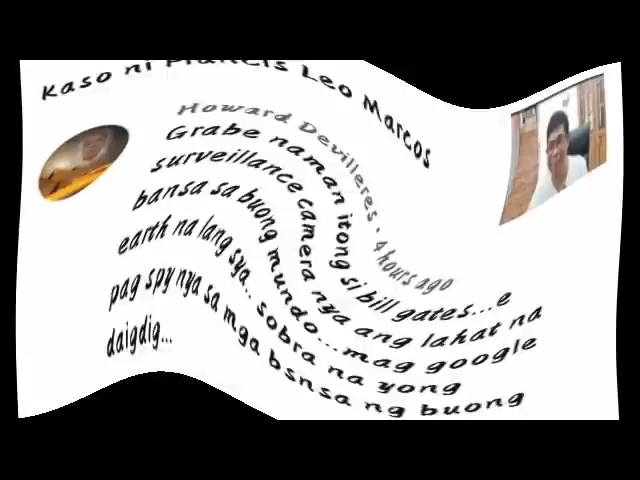 Kaso ni Francis Leo Marcos
Howard Devilleres · 4 hours ago
Grabe naman itong si bill gates...e
surveillance camera nya ang lahat na
bansa sa buong mundo...mag google
earth na lang sya.. sobra na yong
pag spy nya sa mga bsnsa ng buong
daigdig...